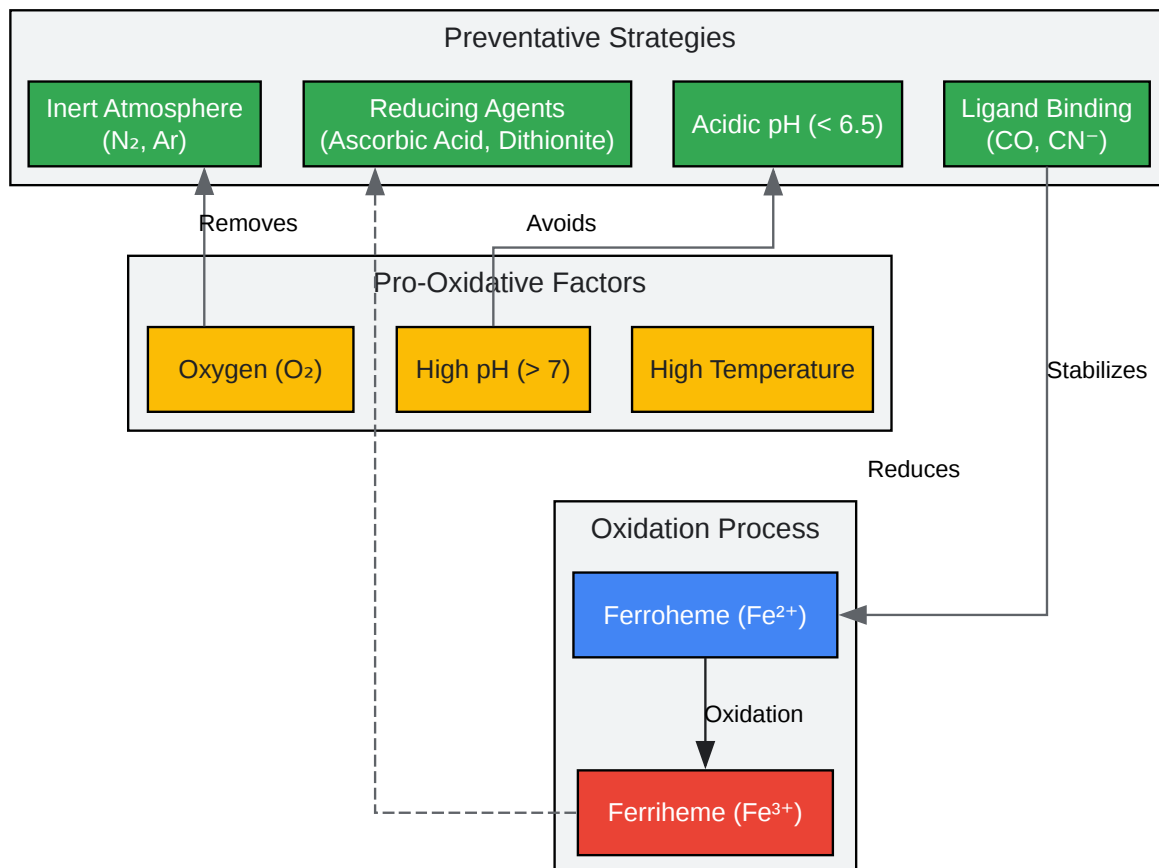 Preventative Strategies
Inert Atmosphere
(N₂, Ar)
Reducing Agents
(Ascorbic Acid, Dithionite)
Acidic pH (< 6.5)
Ligand Binding
(CO, CN⁻)
Removes
Avoids
Pro-Oxidative Factors
Oxygen (O₂)
High pH (> 7)
High Temperature
Stabilizes
Reduces
Oxidation Process
Ferroheme (Fe²⁺)
Oxidation
Ferriheme (Fe³⁺)